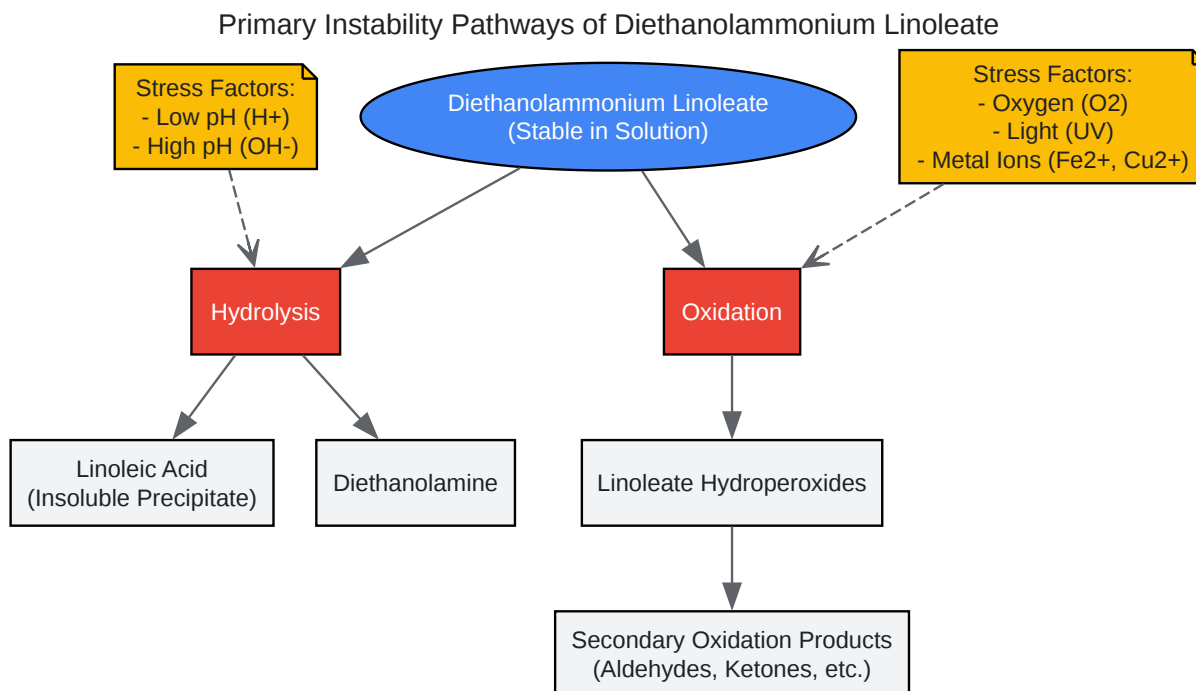 Primary Instability Pathways of Diethanolammonium Linoleate
Stress Factors:
- Low pH (H+)
- High pH (OH-)
Diethanolammonium Linoleate
(Stable in Solution)
Stress Factors:
- Oxygen (O2)
- Light (UV)
- Metal Ions (Fe2+, Cu2+)
Hydrolysis
Oxidation
Linoleic Acid
(Insoluble Precipitate)
Diethanolamine
Linoleate Hydroperoxides
Secondary Oxidation Products
(Aldehydes, Ketones, etc.)